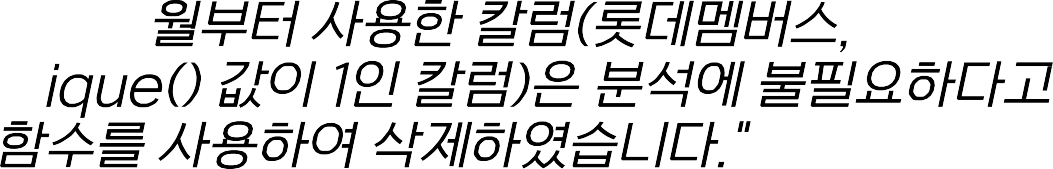 월부터 사용한 칼럼(롯데멤버스,
ique() 값이 1인 칼럼)은 분석에 불필요하다고
함수를 사용하여 삭제하였습니다."